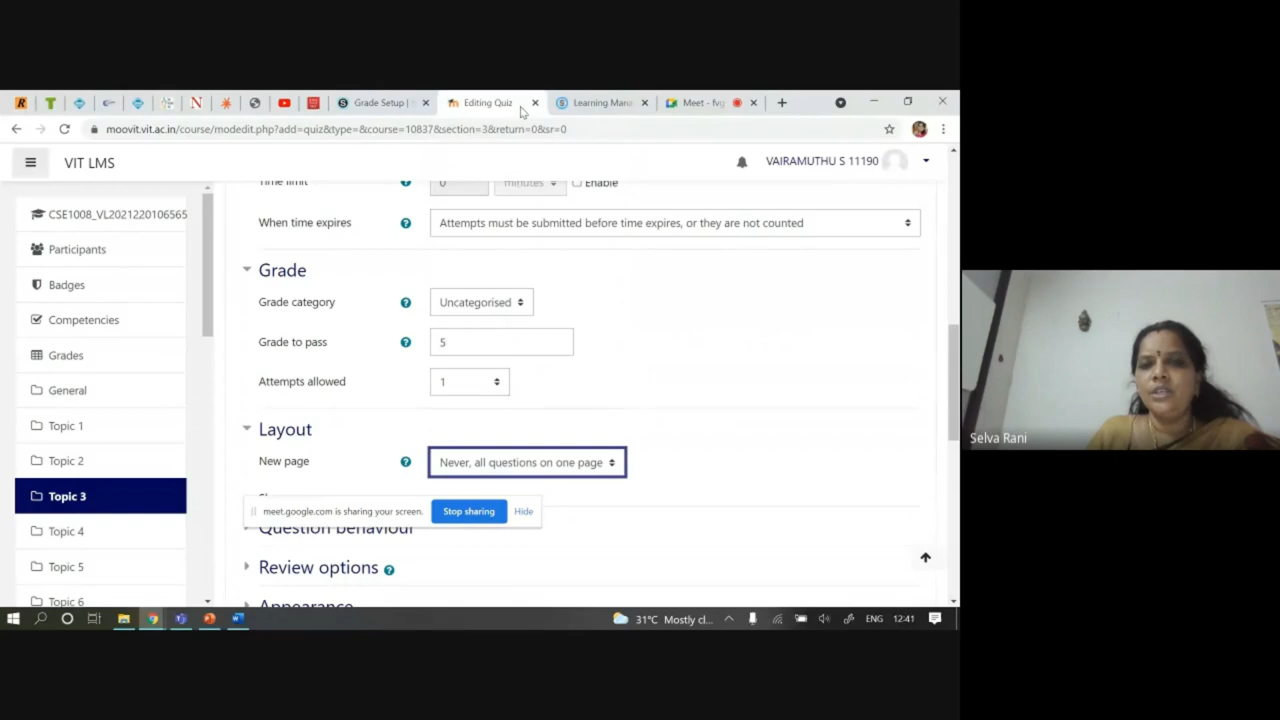 Grade Setup |
Editing Quiz
Learning Mana
Meet - fvg
moovit.vit.ac.in/course/modedit.php?add=quiz&type=&course=10837&section=3&return=0&sr=0
VIT LMS
VAIRAMUTHU S 11190
Time limit
0
minutes
Enable
CSE1008_VL2021220106565
When time expires
Attempts must be submitted before time expires, or they are not counted
Participants
Badges
Competencies
Grades
General
Topic 1
Topic 2
Topic 3
Topic 4
Topic 5
Topic 6
Grade
Grade category
Uncategorised
Grade to pass
5
Attempts allowed
1
Layout
New page
Never, all questions on one page
meet.google.com is sharing your screen.
Stop sharing
Hide
Question behaviour
Review options
Appearance
Selva Rani
31°C Mostly cl...
ENG
12:41